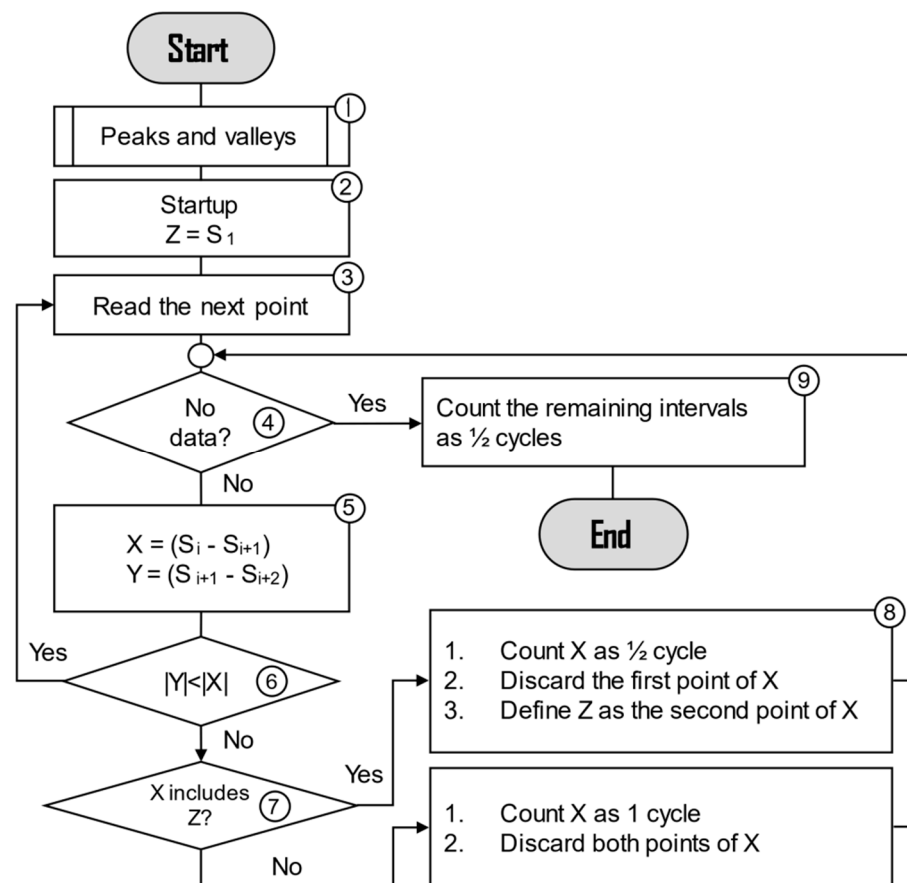 Start
1
Peaks and valleys
2
Startup
Z = S 1
3
Read the next point
9
No
data?
4
Yes
Count the remaining intervals
as ½ cycles
No
5
X = (Si - Si+1)
Y = (S i+1 - Si+2)
End
8
Yes
|Y|<|X|
6
1. Count X as ½ cycle
2. Discard the first point of X
3. Define Z as the second point of X
No
Yes
X includes
Z?
7
1. Count X as 1 cycle
2. Discard both points of X
No